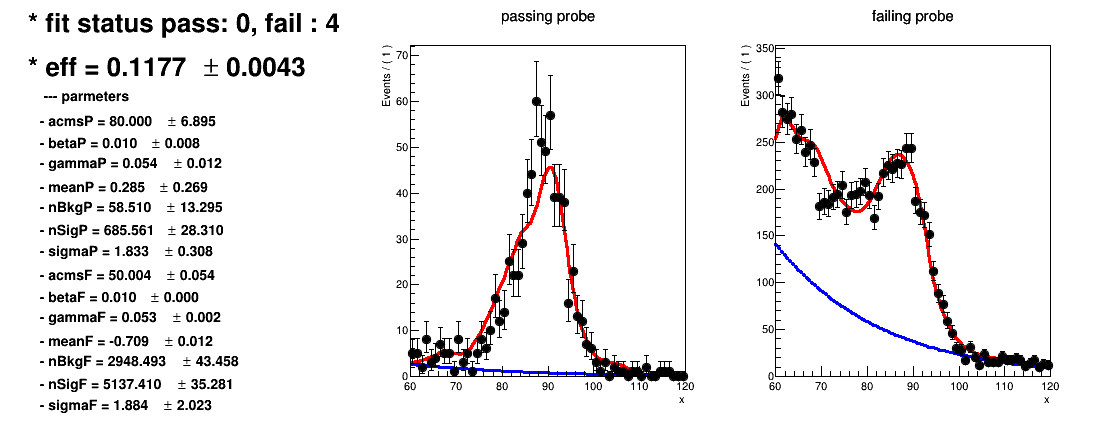 * fit status pass: 0, fail : 4
* eff = 0.1177 ± 0.0043
--- parmeters
- acmsP = 80.000 ± 6.895
- betaP = 0.010 ± 0.008
- gammaP = 0.054 ± 0.012
- meanP = 0.285 ± 0.269
- nBkgP = 58.510 ± 13.295
- nSigP = 685.561 ± 28.310
- sigmaP = 1.833 ± 0.308
- acmsF = 50.004 ± 0.054
- betaF = 0.010 ± 0.000
- gammaF = 0.053 ± 0.002
- meanF = -0.709 ± 0.012
- nBkgF = 2948.493 ± 43.458
- nSigF = 5137.410 ± 35.281
- sigmaF = 1.884 ± 2.023
passing probe
Events / ( 1 )
70
60
50
40
30
20
10
0
60 70 80 90 100 110 120
x
failing probe
Events / ( 1 )
350
300
250
200
150
100
50
0
60 70 80 90 100 110 120
x